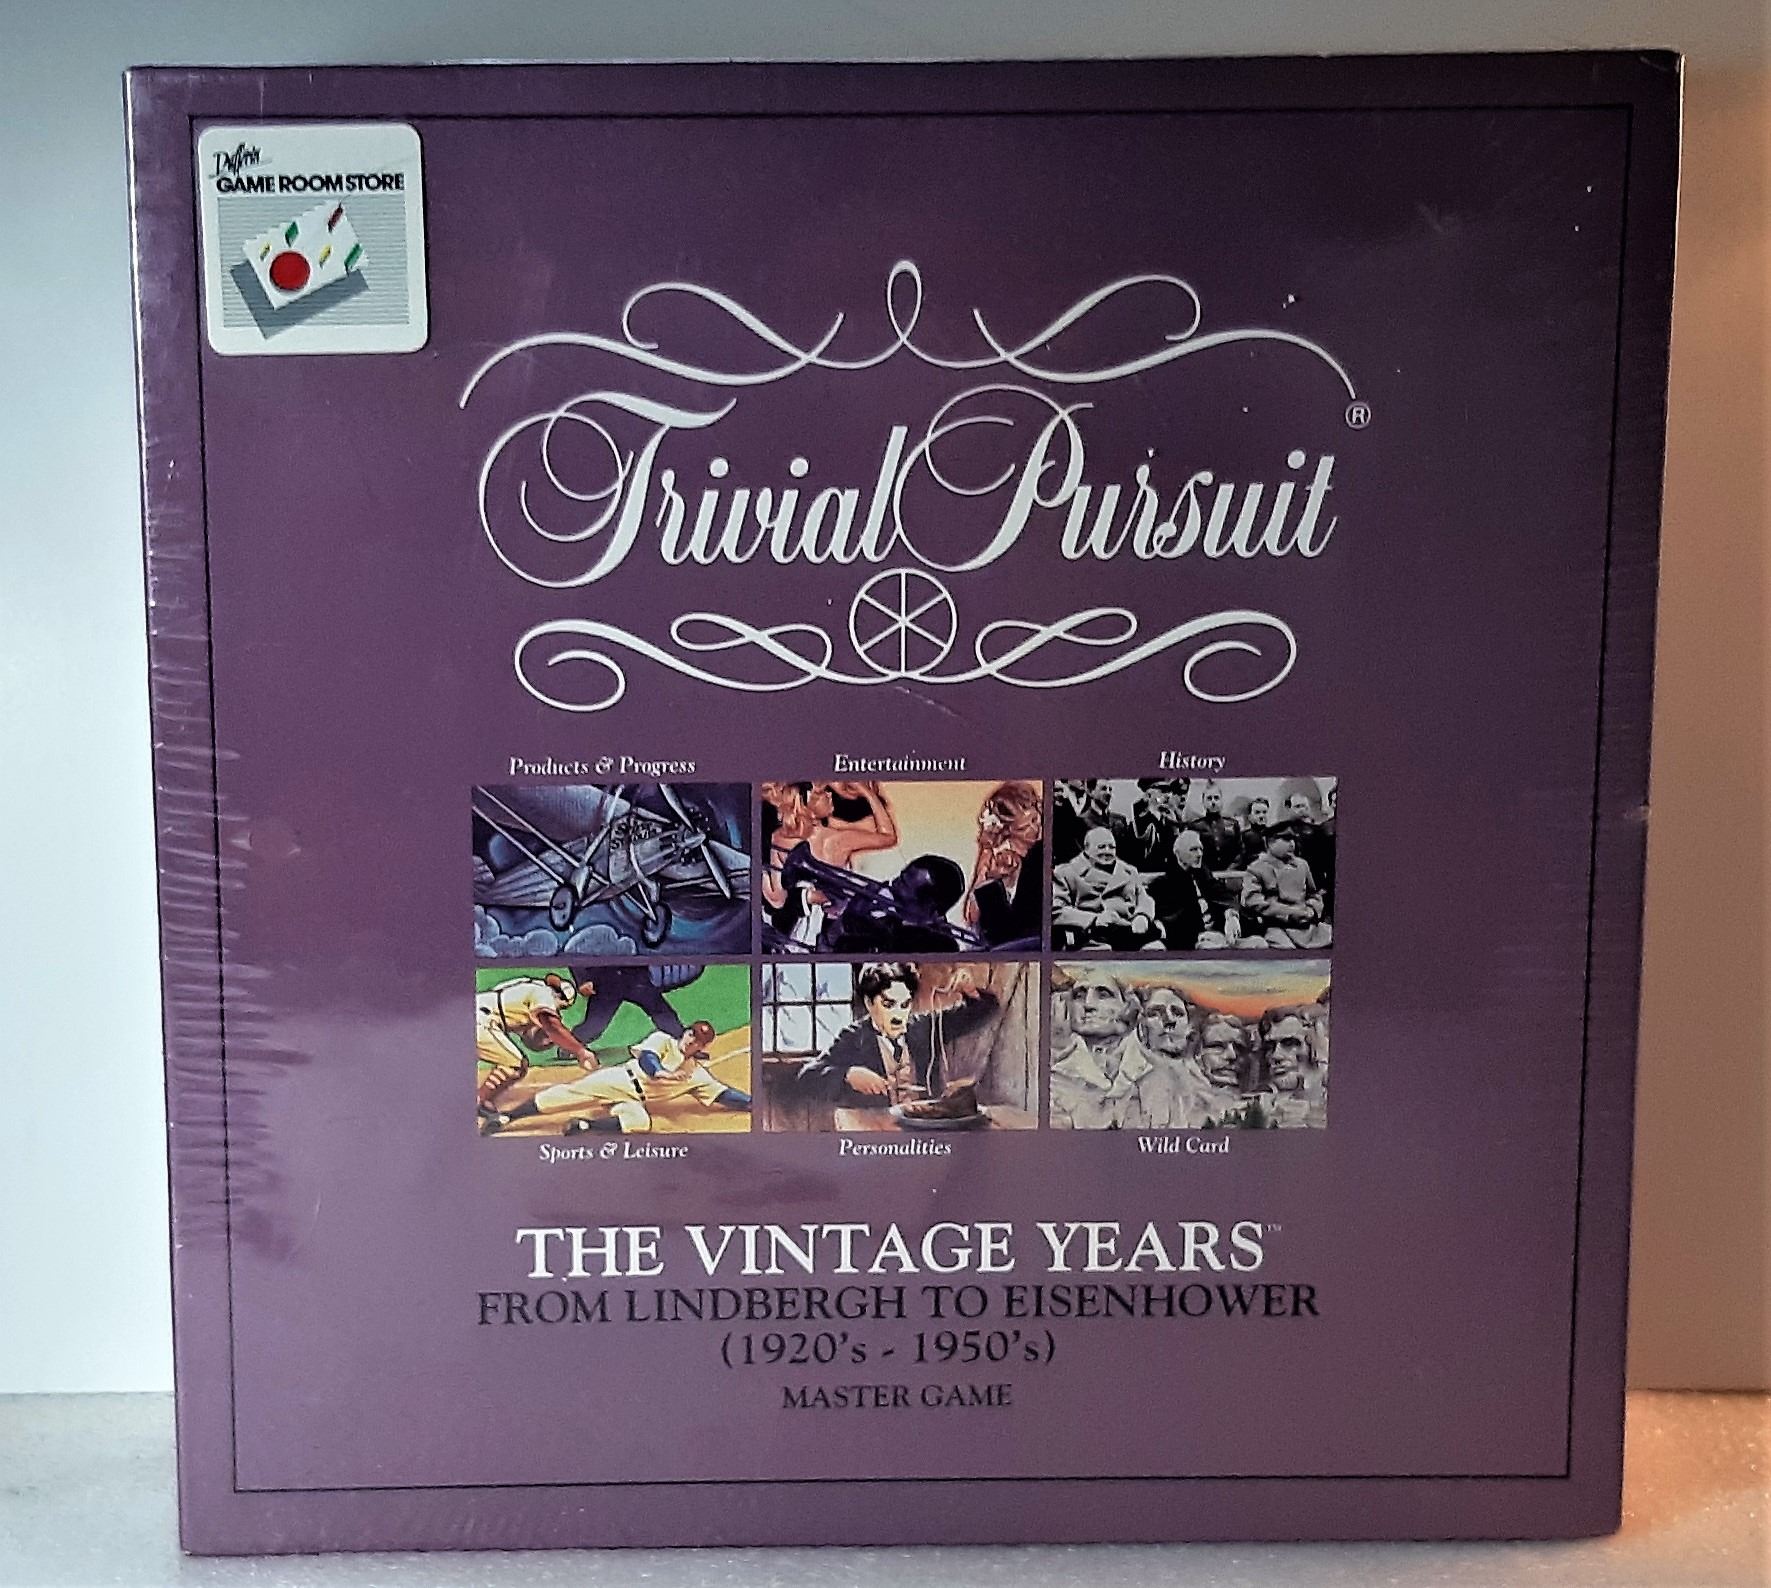 Dufferin
GAME ROOM STORE
Trivial Pursuit®
Products & Progress
Entertainment
History
Sports & Leisure
Personalities
Wild Card
THE VINTAGE YEARS™
FROM LINDBERGH TO EISENHOWER
(1920's - 1950's)
MASTER GAME